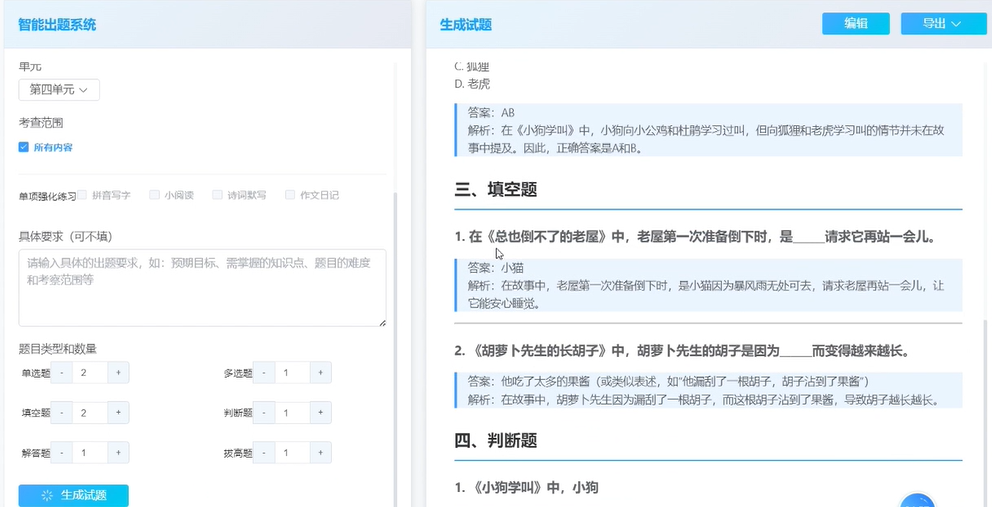 智能出题系统
单元
第四单元
考查范围
所有内容
单项强化练习 拼音写字 小阅读 诗词默写 作文日记
具体要求（可不填）
请输入具体的出题要求，如：预期目标、需掌握的知识点、题目的难度
和考察范围等
题目类型和数量
单选题 - 2 + 多选题 - 1 +
填空题 - 2 + 判断题 - 1 +
解答题 - 1 + 拔高题 - 1 +
生成试题
生成试题 编辑 导出
C. 狐狸
D. 老虎
答案：AB
解析：在《小狗学叫》中，小狗向小公鸡和杜鹃学习过叫，但向狐狸和老虎学习叫的情节并未在故
事中提及。因此，正确答案是A和B。
三、填空题
1. 在《总也倒不了的老屋》中，老屋第一次准备倒下时，是_____请求它再站一会儿。
答案：小猫
解析：在故事中，老屋第一次准备倒下时，是小猫因为暴风雨无处可去，请求老屋再站一会儿，让
它能安心睡觉。
2. 《胡萝卜先生的长胡子》中，胡萝卜先生的胡子是因为_____而变得越来越长。
答案：他吃了太多的果酱（或类似表述，如“他漏刮了一根胡子，胡子沾到了果酱”）
解析：在故事中，胡萝卜先生因为漏刮了一根胡子，而这根胡子沾到了果酱，导致胡子越长越长。
四、判断题
1. 《小狗学叫》中，小狗